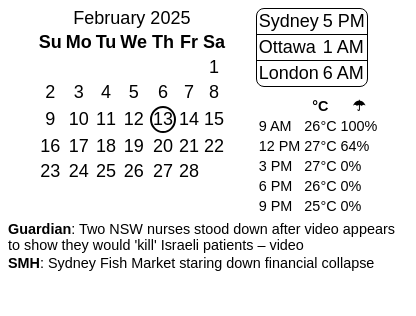 February 2025
Su Mo Tu We Th Fr Sa
1
2 3 4 5 6 7 8
9 10 11 12 13 14 15
16 17 18 19 20 21 22
23 24 25 26 27 28
Sydney 5 PM
Ottawa 1 AM
London 6 AM
°C ☂
9 AM 26°C 100%
12 PM 27°C 64%
3 PM 27°C 0%
6 PM 26°C 0%
9 PM 25°C 0%
Guardian: Two NSW nurses stood down after video appears
to show they would 'kill' Israeli patients – video
SMH: Sydney Fish Market staring down financial collapse